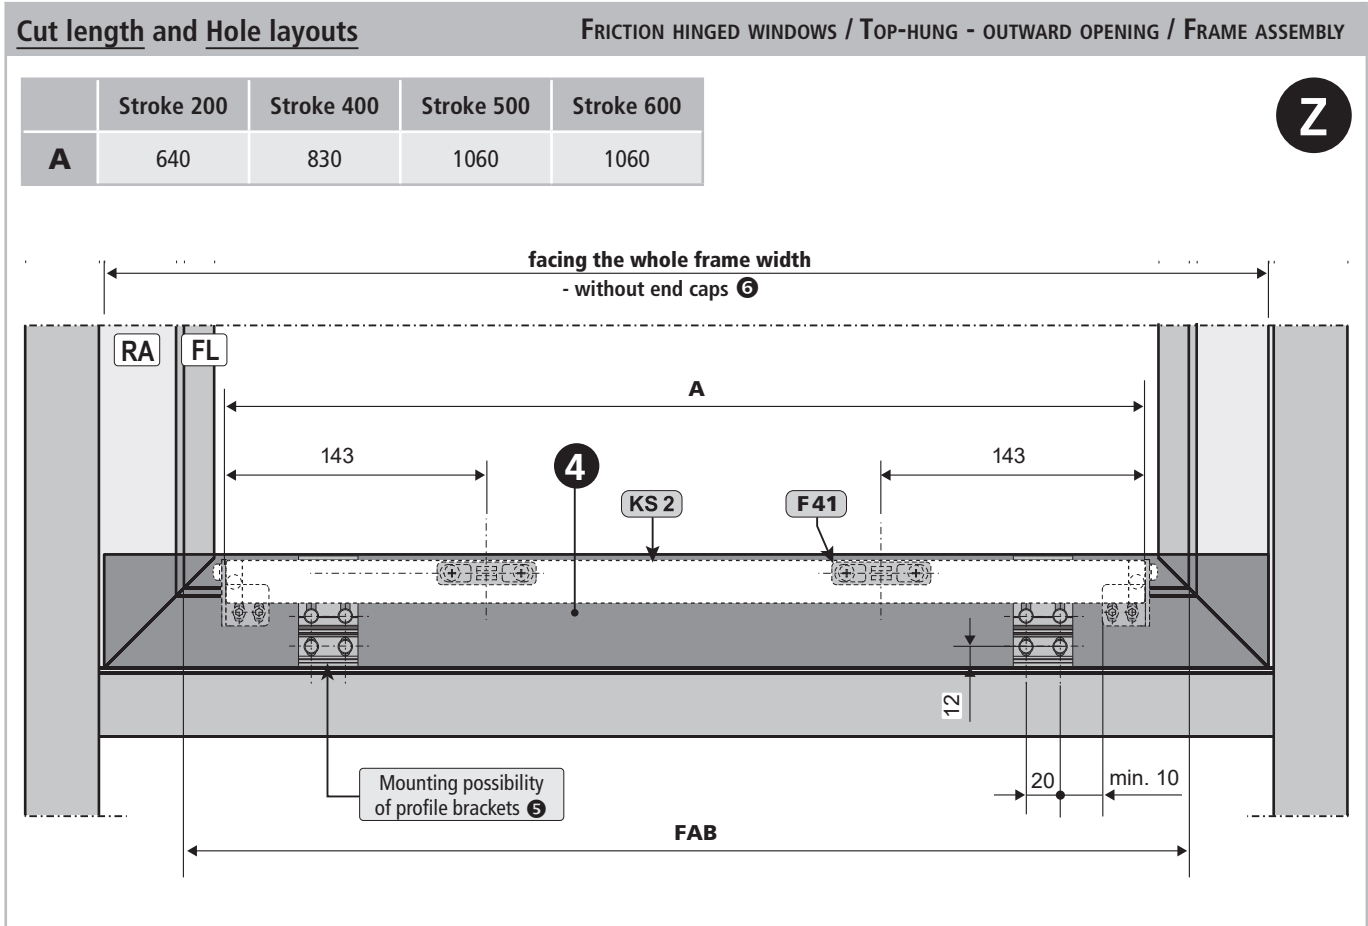 Cut length and Hole layouts
FRICTION HINGED WINDOWS / TOP-HUNG - OUTWARD OPENING / FRAME ASSEMBLY
Stroke 200 Stroke 400 Stroke 500 Stroke 600
A 640 830 1060 1060
Z
facing the whole frame width
- without end caps ❻
RA FL
A
143 143
4
KS 2 F 41
12
Mounting possibility
of profile brackets ❺
20 min. 10
FAB